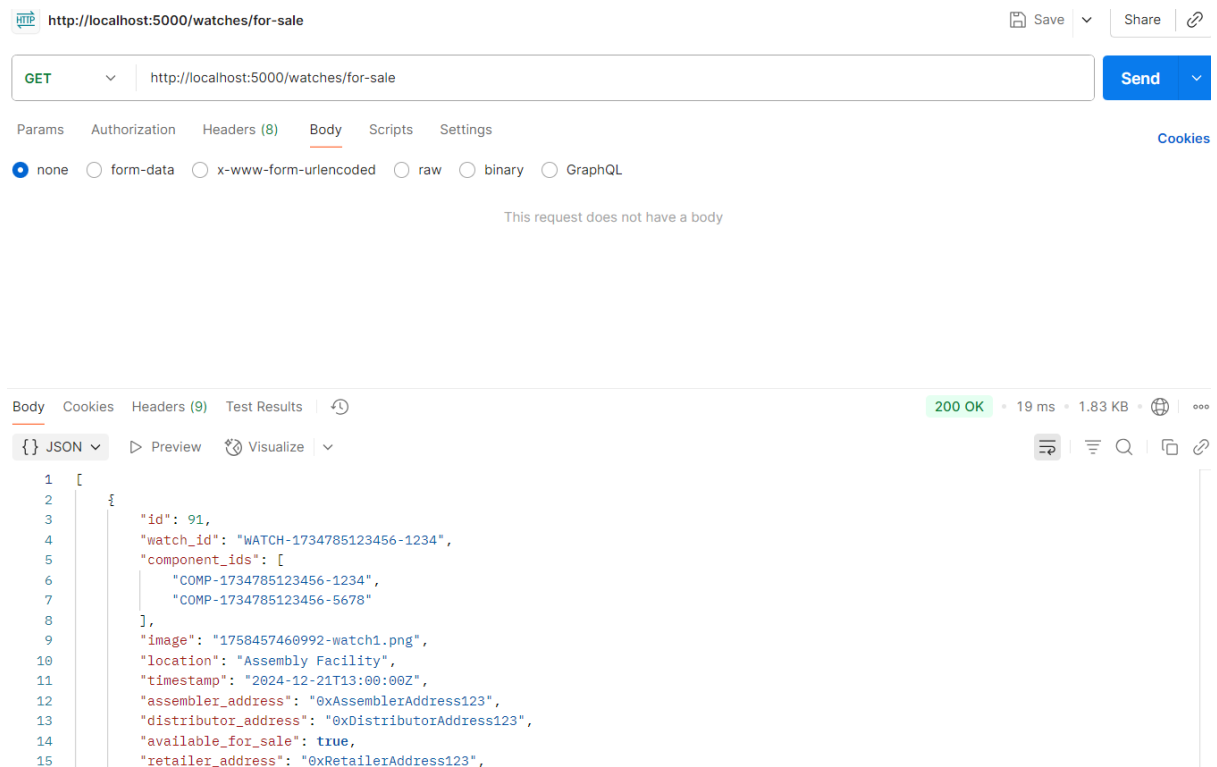 HTTP http://localhost:5000/watches/for-sale Save Share
GET http://localhost:5000/watches/for-sale Send
Params Authorization Headers (8) Body Scripts Settings Cookies
none form-data x-www-form-urlencoded raw binary GraphQL
This request does not have a body
Body Cookies Headers (9) Test Results 200 OK • 19 ms • 1.83 KB •
{} JSON Preview Visualize
1 [
2 {
3 "id": 91,
4 "watch_id": "WATCH-1734785123456-1234",
5 "component_ids": [
6 "COMP-1734785123456-1234",
7 "COMP-1734785123456-5678"
8 ],
9 "image": "1758457460992-watch1.png",
10 "location": "Assembly Facility",
11 "timestamp": "2024-12-21T13:00:00Z",
12 "assembler_address": "0xAssemblerAddress123",
13 "distributor_address": "0xDistributorAddress123",
14 "available_for_sale": true,
15 "retailer_address": "0xRetailerAddress123",